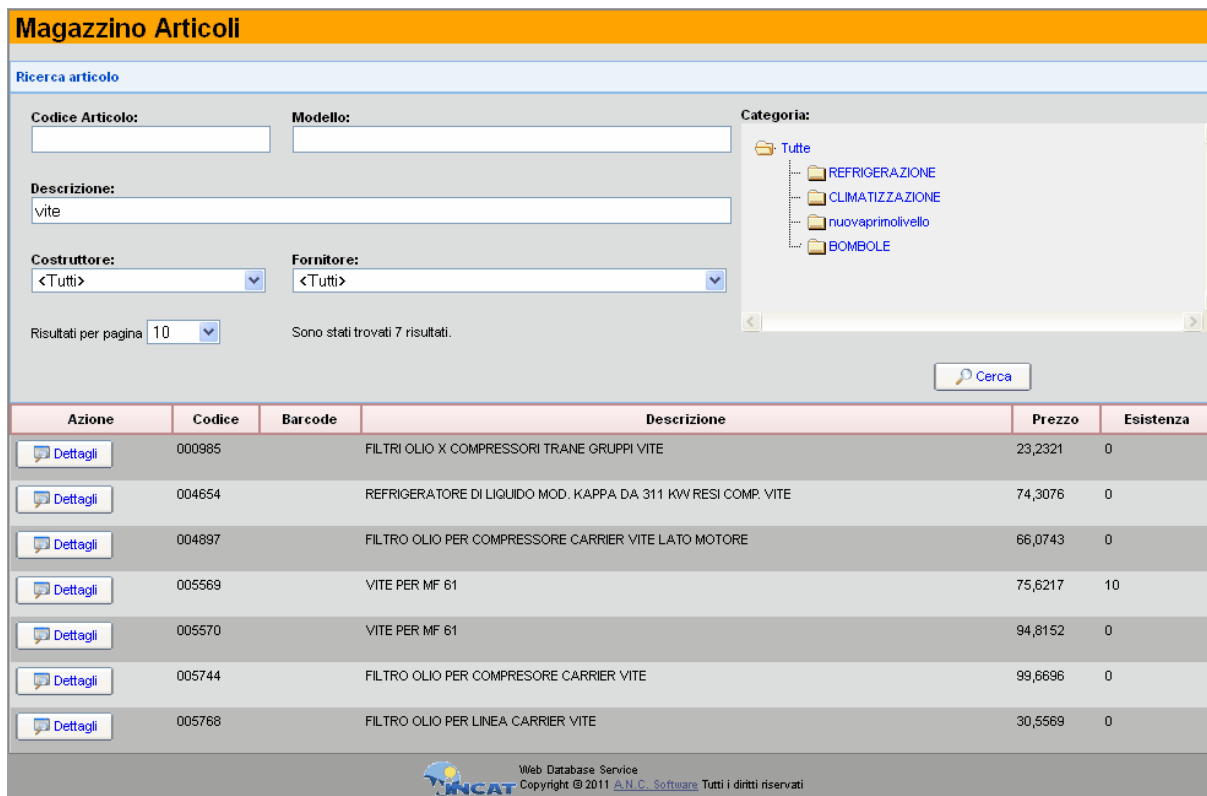 Magazzino Articoli
Ricerca articolo
Codice Articolo: Modello: Categoria:
Tutte
REFRIGERAZIONE
CLIMATIZZAZIONE
nuovaprimolivello
BOMBOLE
Descrizione:
vite
Costruttore: Fornitore:
<Tutti> <Tutti>
Risultati per pagina 10 Sono stati trovati 7 risultati.
Cerca
Azione Codice Barcode Descrizione Prezzo Esistenza
Dettagli 000985 FILTRI OLIO X COMPRESSORI TRANE GRUPPI VITE 23,2321 0
Dettagli 004654 REFRIGERATORE DI LIQUIDO MOD. KAPPA DA 311 KW RESI COMP. VITE 74,3076 0
Dettagli 004897 FILTRO OLIO PER COMPRESSORE CARRIER VITE LATO MOTORE 66,0743 0
Dettagli 005569 VITE PER MF 61 75,6217 10
Dettagli 005570 VITE PER MF 61 94,8152 0
Dettagli 005744 FILTRO OLIO PER COMPRESORE CARRIER VITE 99,6696 0
Dettagli 005768 FILTRO OLIO PER LINEA CARRIER VITE 30,5569 0
WINCAT
Web Database Service
Copyright © 2011 A.N.C. Software Tutti i diritti riservati